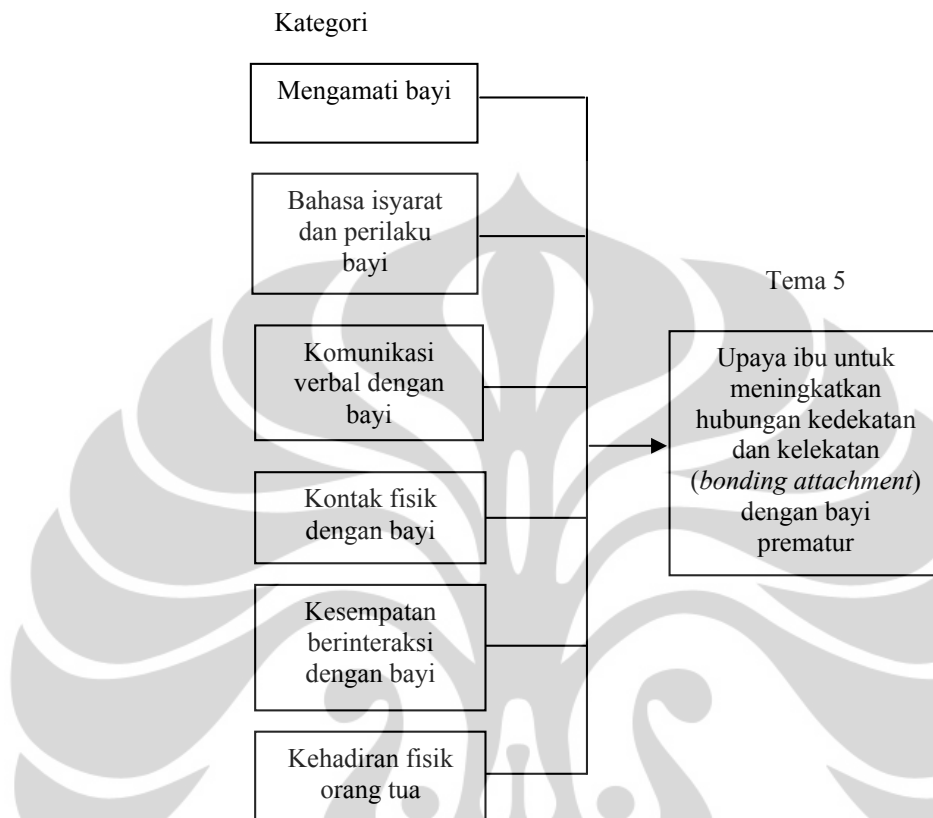 Kategori
Mengamati bayi
Bahasa isyarat
dan perilaku
bayi
Komunikasi
verbal dengan
bayi
Kontak fisik
dengan bayi
Kesempatan
berinteraksi
dengan bayi
Kehadiran fisik
orang tua
Tema 5
Upaya ibu untuk
meningkatkan
hubungan kedekatan
dan kelekatan
(bonding attachment)
dengan bayi
prematur